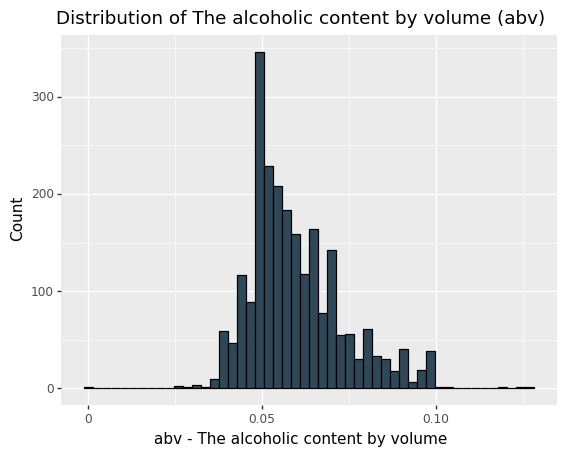 Distribution of The alcoholic content by volume (abv)
Count
300
200
100
0
0 0.05 0.10
abv - The alcoholic content by volume